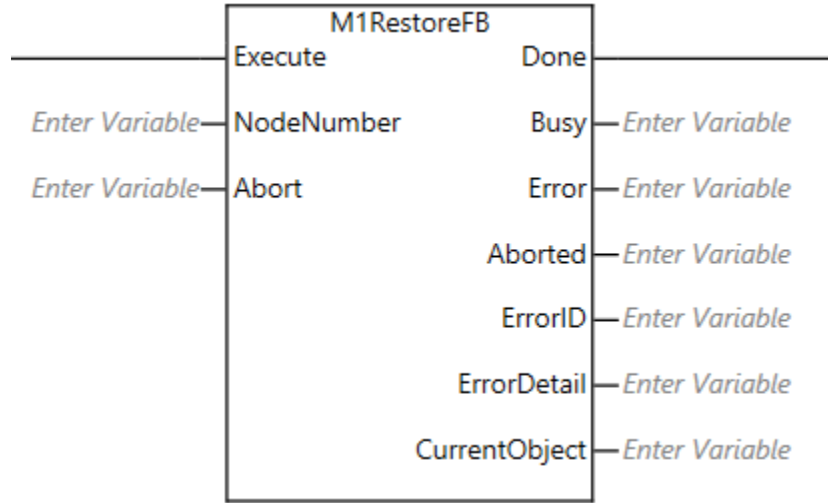 M1RestoreFB
Execute Done
Enter Variable NodeNumber Busy Enter Variable
Enter Variable Abort Error Enter Variable
Aborted Enter Variable
ErrorID Enter Variable
ErrorDetail Enter Variable
CurrentObject Enter Variable